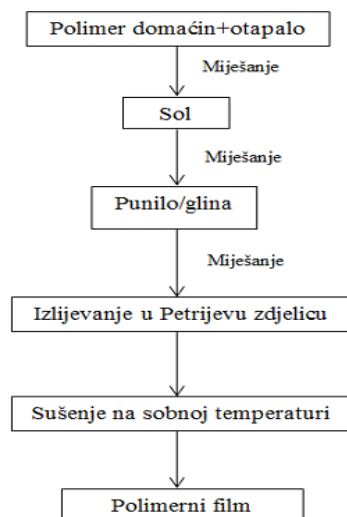 Polimer domaćin+otapalo
Miješanje
Sol
Miješanje
Punilo/glina
Miješanje
Izlijevanje u Petrijevu zdjelicu
Sušenje na sobnoj temperaturi
Polimerni film